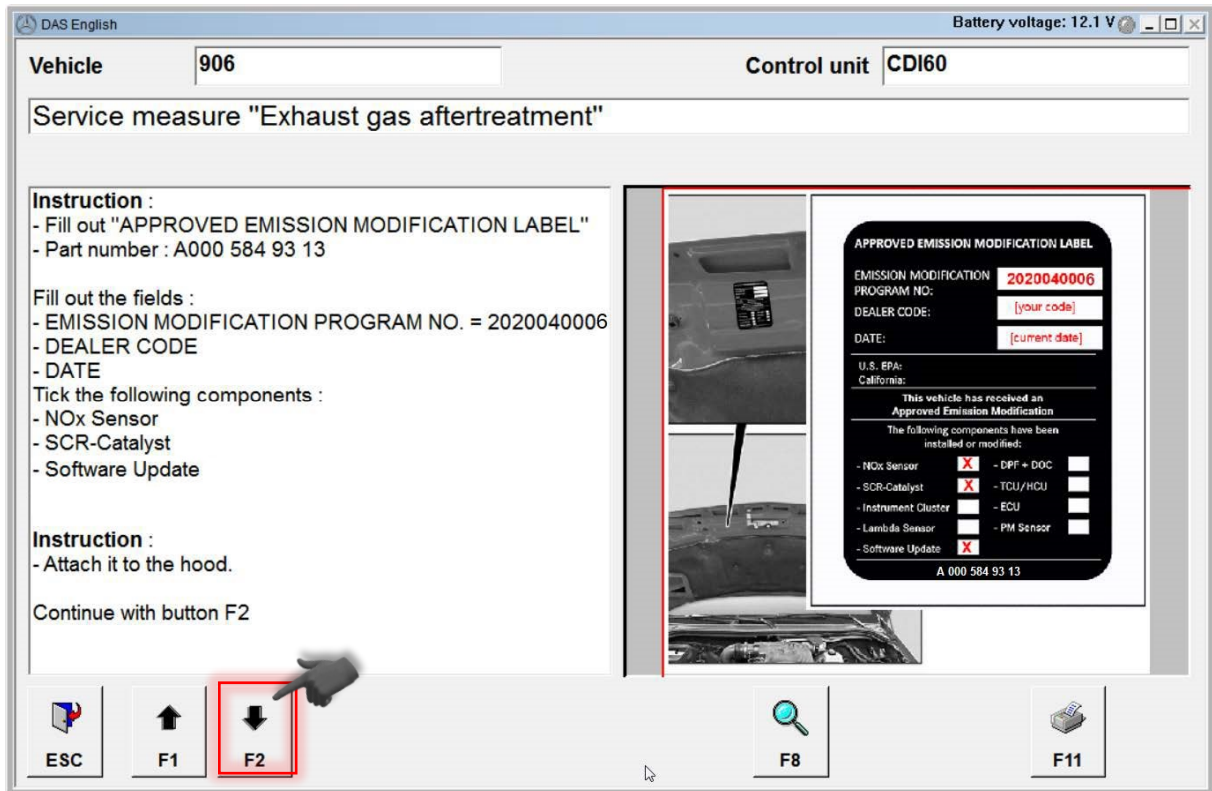 DAS English
Battery voltage: 12.1 V
Vehicle
906
Control unit
CDI60
Service measure "Exhaust gas aftertreatment"
Instruction :
- Fill out "APPROVED EMISSION MODIFICATION LABEL"
- Part number : A000 584 93 13
Fill out the fields :
- EMISSION MODIFICATION PROGRAM NO. = 2020040006
- DEALER CODE
- DATE
Tick the following components :
- NOx Sensor
- SCR-Catalyst
- Software Update
Instruction :
- Attach it to the hood.
Continue with button F2
APPROVED EMISSION MODIFICATION LABEL
EMISSION MODIFICATION
PROGRAM NO:
2020040006
DEALER CODE:
[your code]
DATE:
[current date]
U.S. EPA:
California:
This vehicle has received an
Approved Emission Modification
The following components have been
installed or modified:
- NOx Sensor X - DPF + DOC
- SCR-Catalyst X - TCU/HCU
- Instrument Cluster - ECU
- Lambda Sensor - PM Sensor
- Software Update X
A 000 584 93 13
ESC
F1
F2
F8
F11